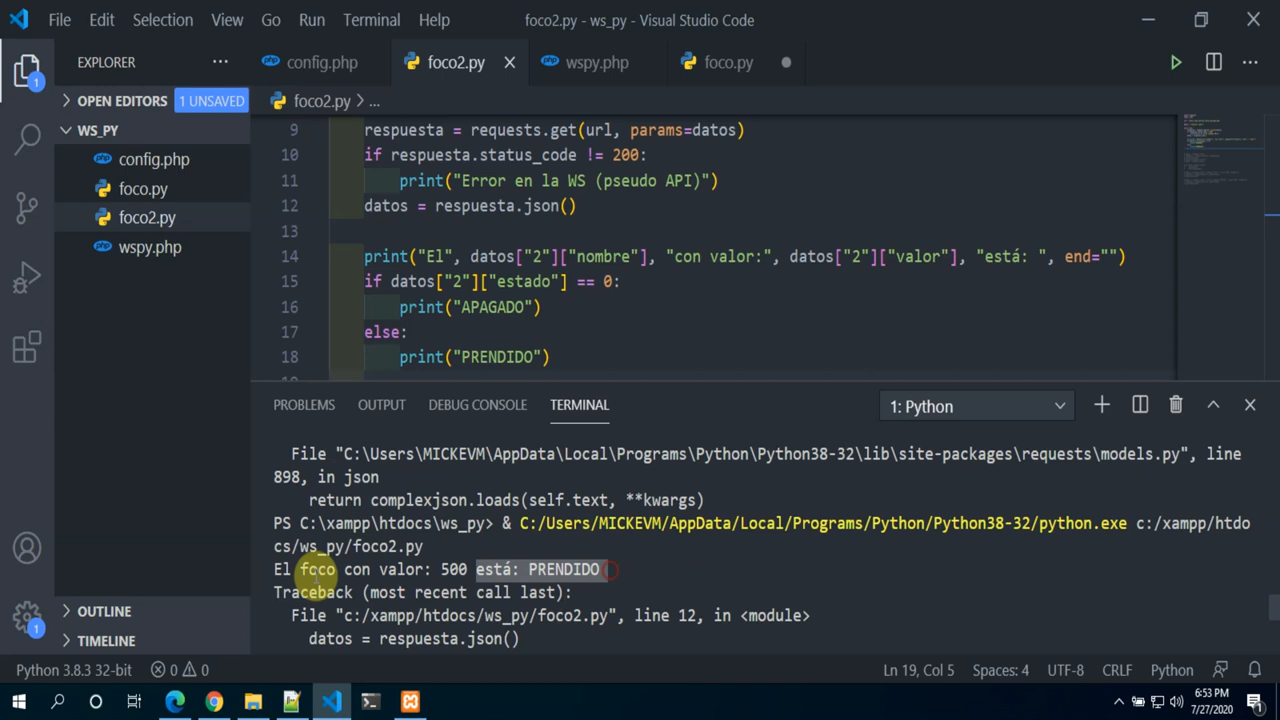 File Edit Selection View Go Run Terminal Help foco2.py - ws_py - Visual Studio Code
EXPLORER ... config.php foco2.py wspy.php foco.py
OPEN EDITORS 1 UNSAVED
foco2.py > ...
WS_PY
config.php
foco.py
foco2.py
wspy.php
9 respuesta = requests.get(url, params=datos)
10 if respuesta.status_code != 200:
11 print("Error en la WS (pseudo API)")
12 datos = respuesta.json()
13
14 print("El", datos["2"]["nombre"], "con valor:", datos["2"]["valor"], "está: ", end="")
15 if datos["2"]["estado"] == 0:
16 print("APAGADO")
17 else:
18 print("PRENDIDO")
19
PROBLEMS OUTPUT DEBUG CONSOLE TERMINAL 1: Python
File "C:\Users\MICKEVM\AppData\Local\Programs\Python\Python38-32\lib\site-packages\requests\models.py", line
898, in json
return complexjson.loads(self.text, **kwargs)
PS C:\xampp\htdocs\ws_py> & C:/Users/MICKEVM/AppData/Local/Programs/Python/Python38-32/python.exe c:/xampp/htdo
cs/ws_py/foco2.py
El foco con valor: 500 está: PRENDIDO
Traceback (most recent call last):
File "c:/xampp/htdocs/ws_py/foco2.py", line 12, in <module>
datos = respuesta.json()
OUTLINE
TIMELINE
1
1
Python 3.8.3 32-bit 0 0 Ln 19, Col 5 Spaces: 4 UTF-8 CRLF Python
6:53 PM
7/27/2020
1